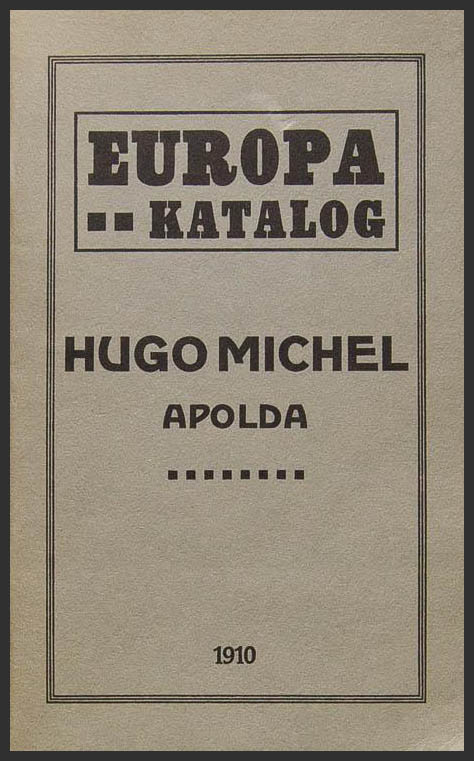 EUROPA
KATALOG
HUGO MICHEL
APOLDA
1910